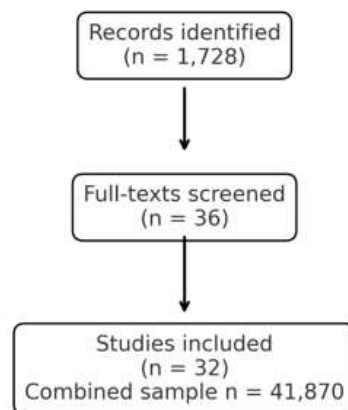 Records identified
(n = 1,728)
Full-texts screened
(n = 36)
Studies included
(n = 32)
Combined sample n = 41,870